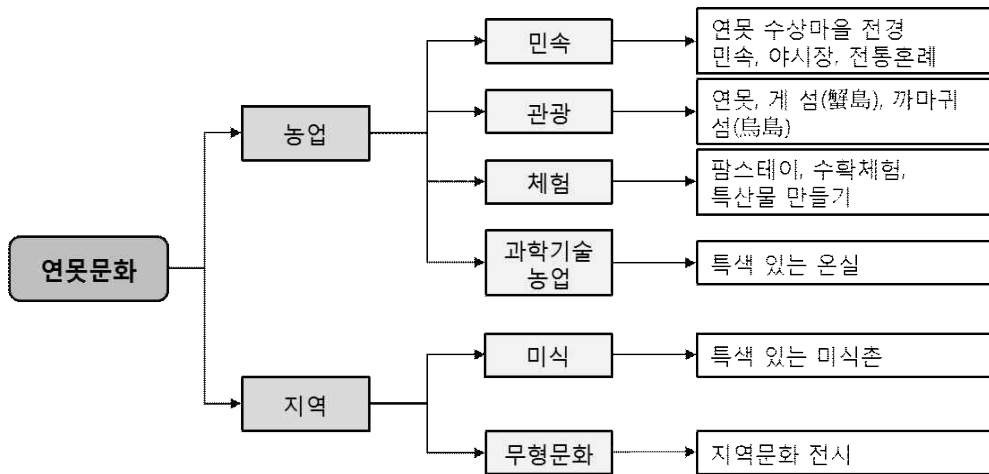 연못문화
농업
지역
민속
관광
체험
과학기술
농업
미식
무형문화
연못 수상마을 전경
민속, 야시장, 전통혼례
연못, 게 섬(蟹島), 까마귀
섬(烏島)
팜스테이, 수확체험,
특산물 만들기
특색 있는 온실
특색 있는 미식촌
지역문화 전시